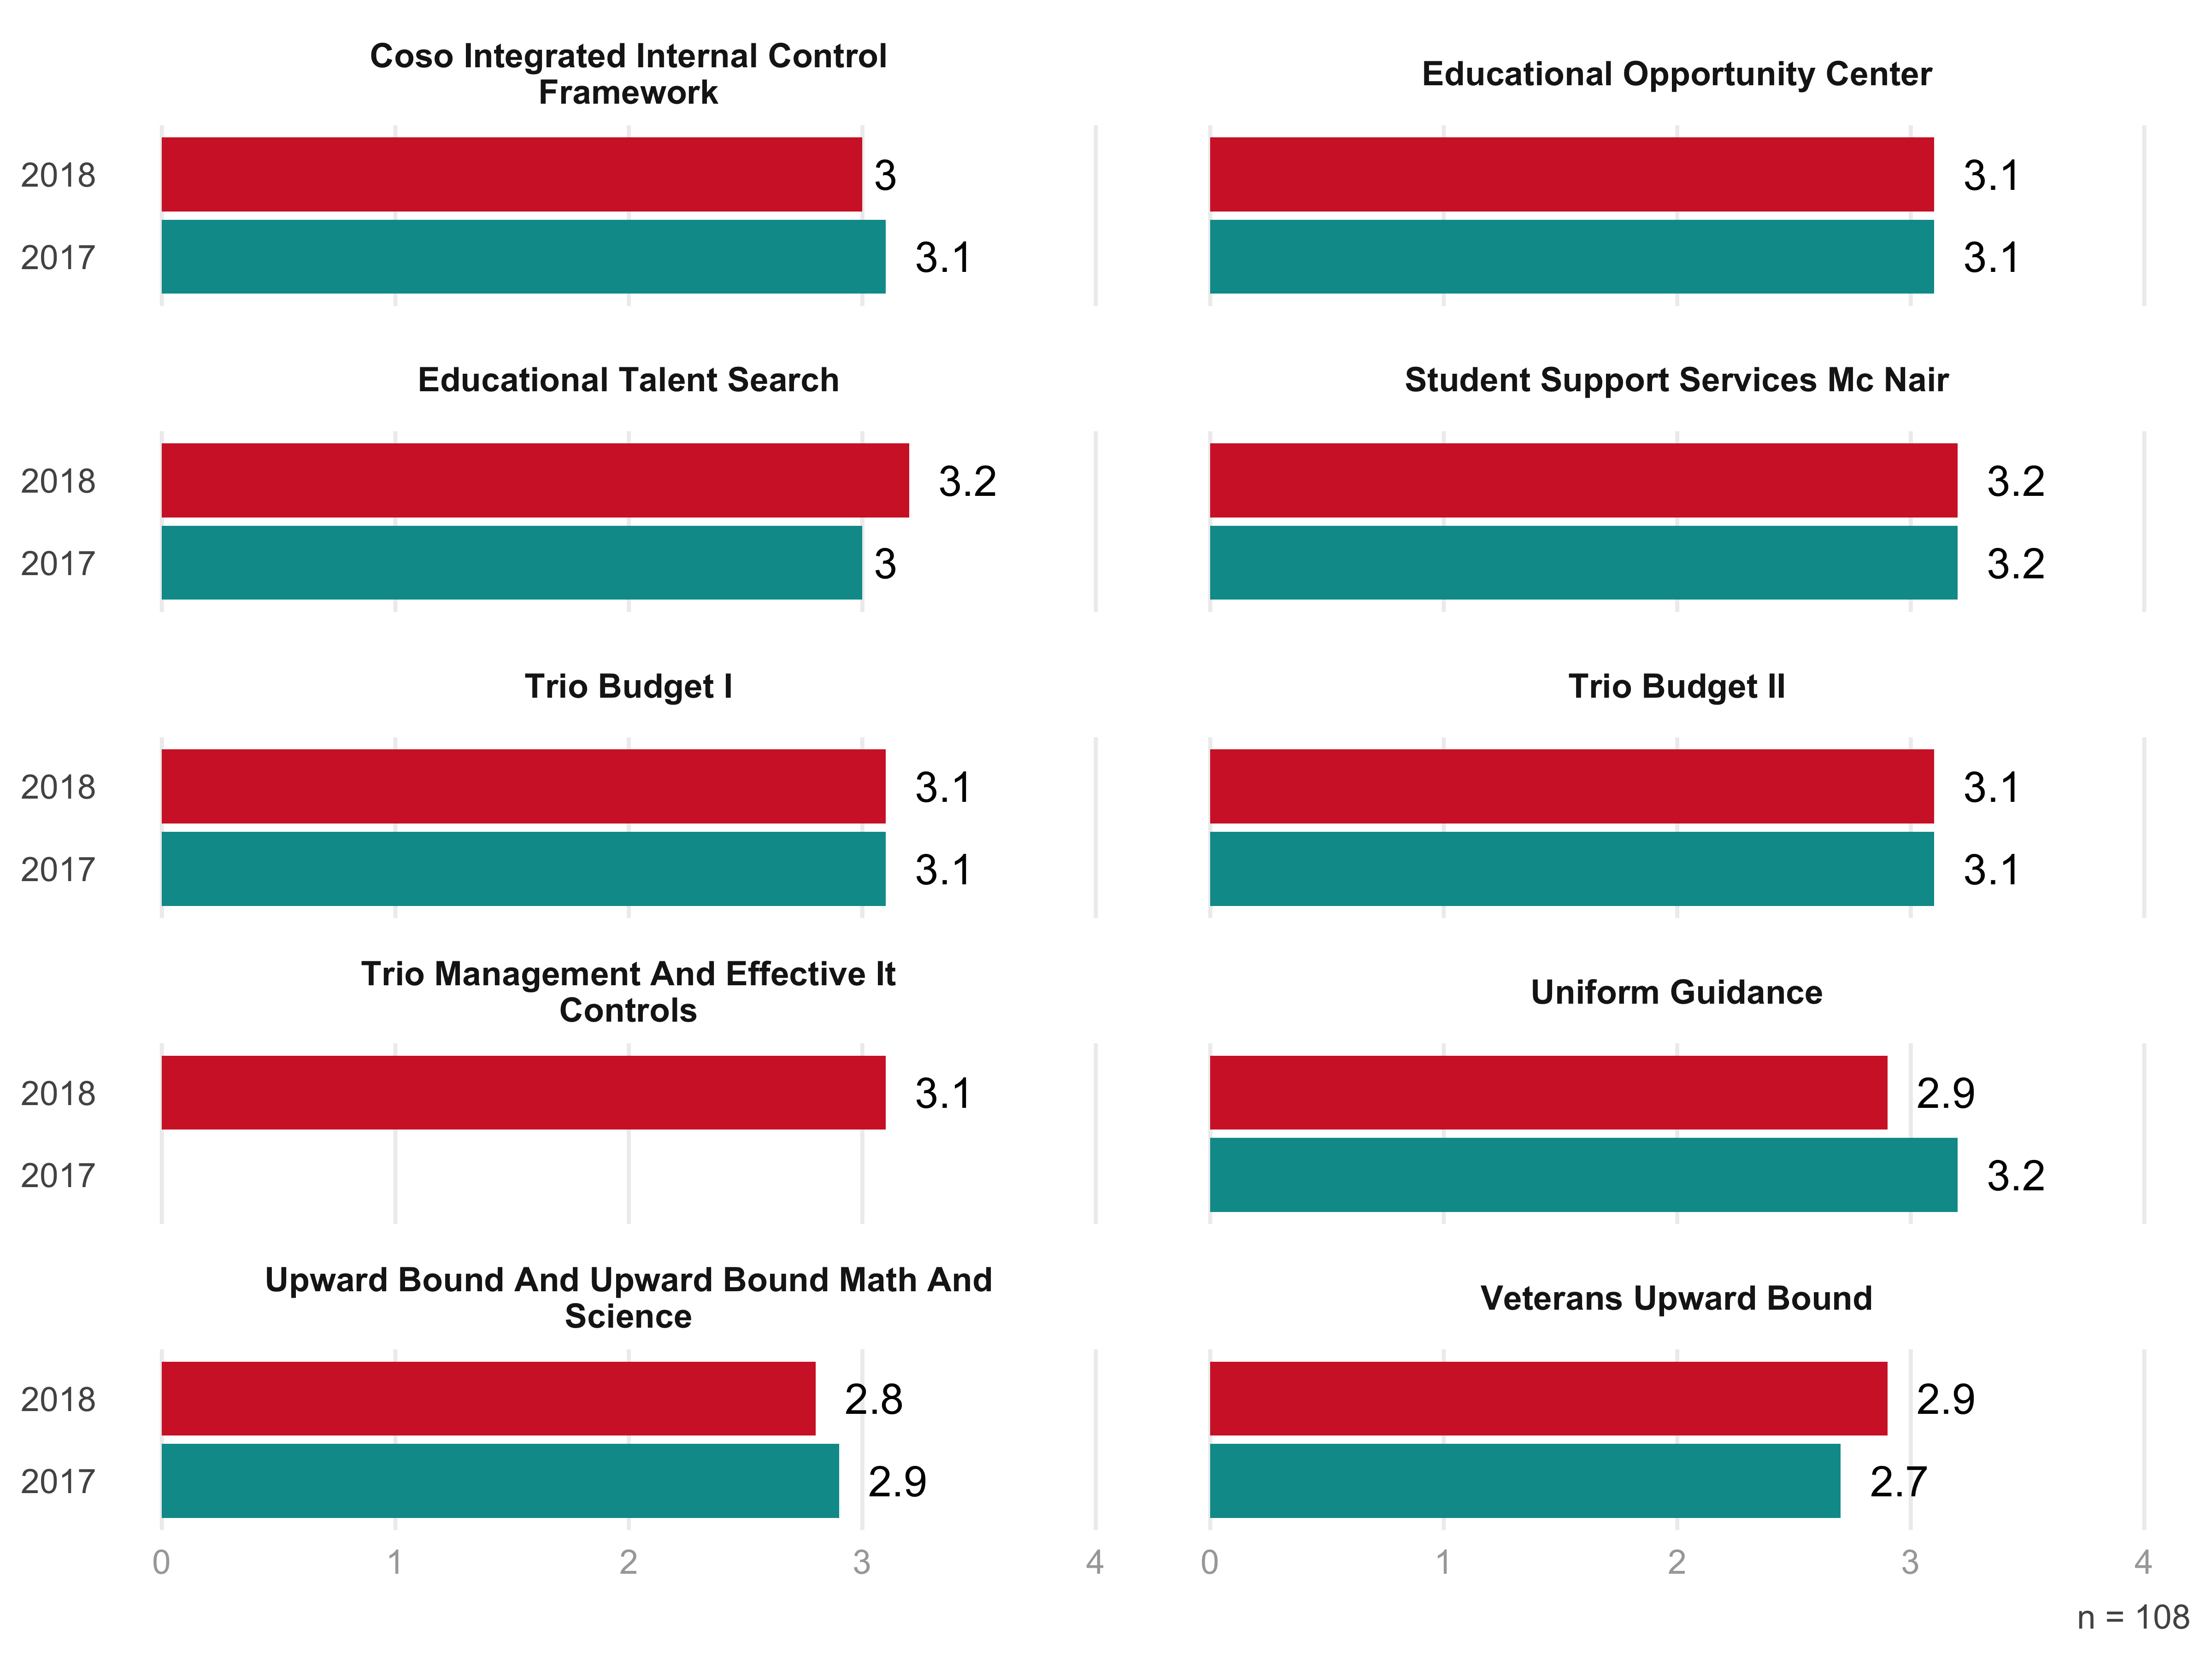 Coso Integrated Internal Control
Framework
Educational Opportunity Center
2018
3
3.1
2017
3.1
3.1
Educational Talent Search
Student Support Services Mc Nair
2018
3.2
3.2
2017
3
3.2
Trio Budget I
Trio Budget II
2018
3.1
3.1
2017
3.1
3.1
Trio Management And Effective It
Controls
Uniform Guidance
2018
3.1
2.9
2017
3.2
Upward Bound And Upward Bound Math And
Science
Veterans Upward Bound
2018
2.8
2.9
2017
2.9
2.7
0 1 2 3 4
0 1 2 3 4
n = 108